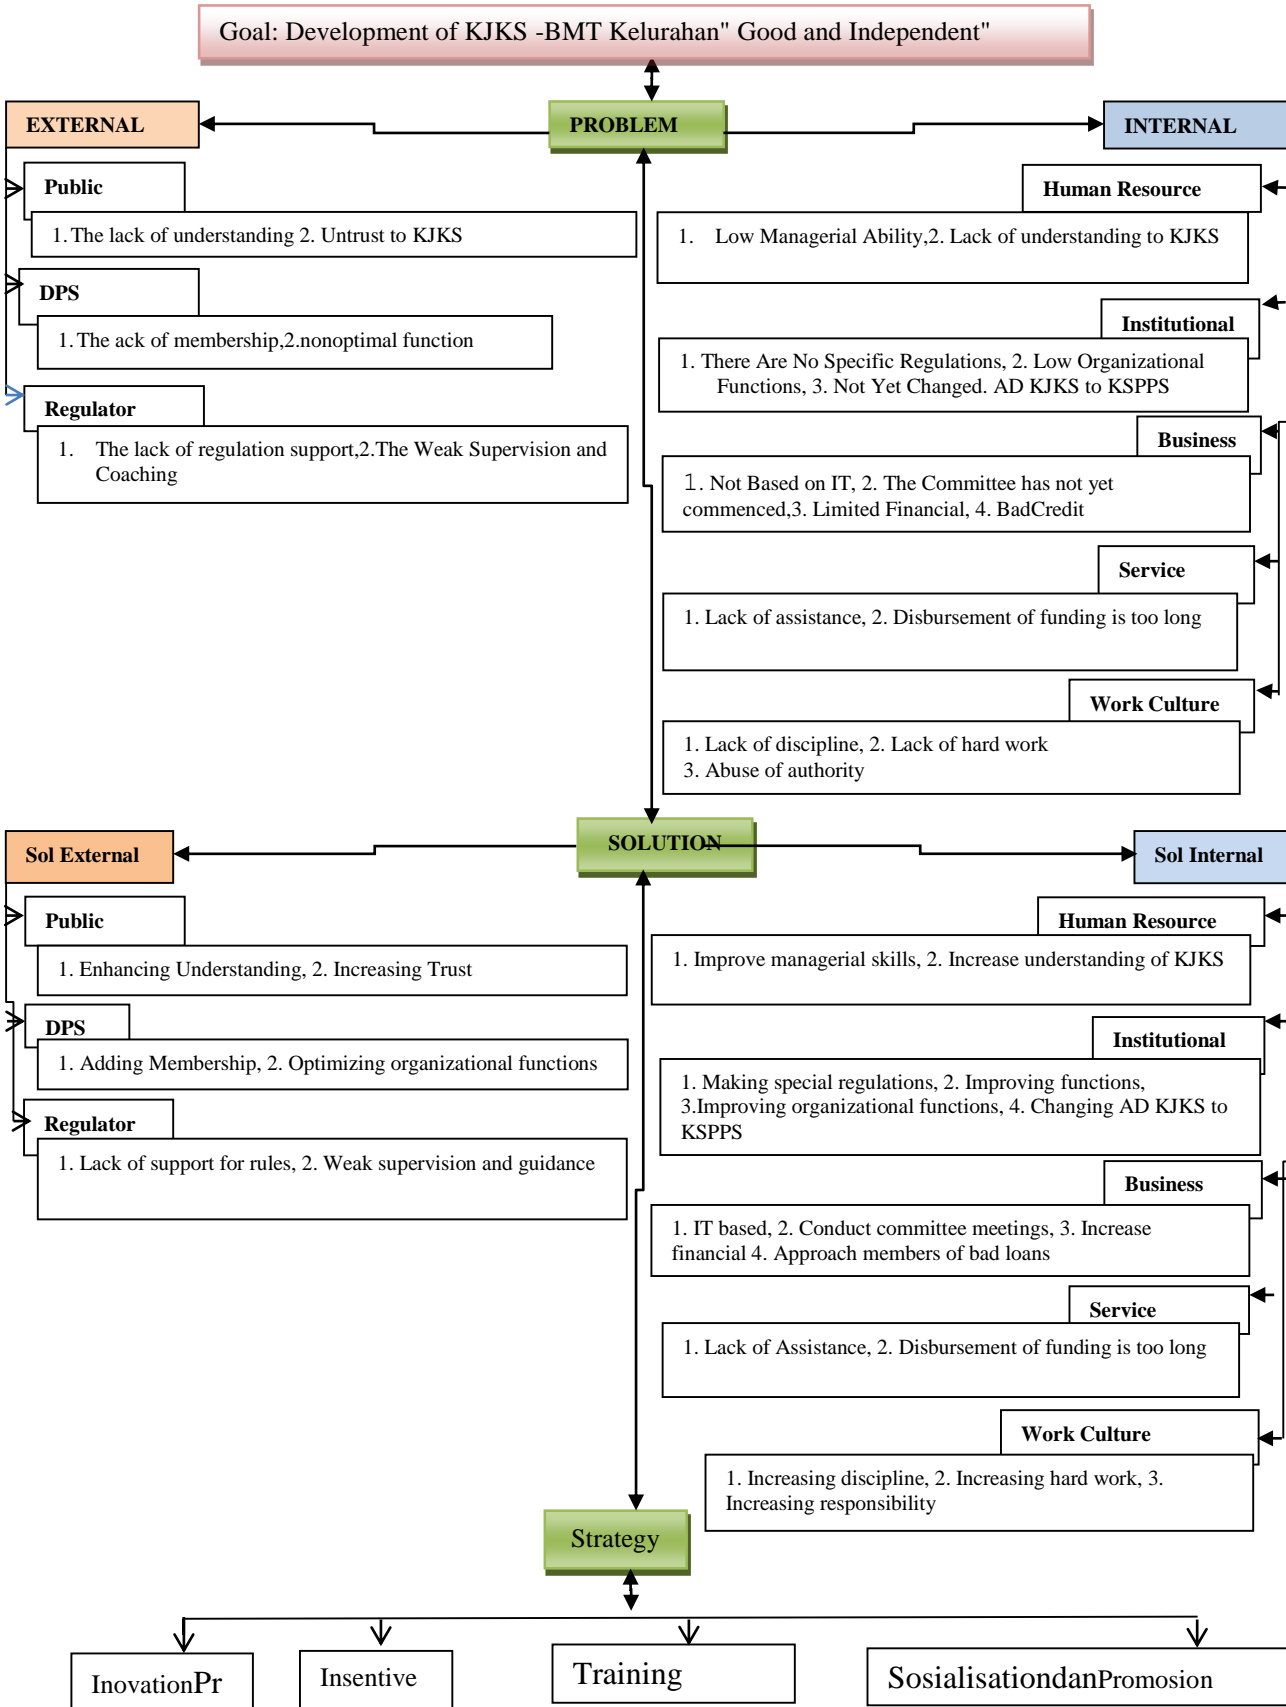 Goal: Development of KJKS -BMT Kelurahan" Good and Independent"
EXTERNAL
PROBLEM
INTERNAL
Public
1. The lack of understanding 2. Untrust to KJKS
DPS
1. The ack of membership,2.nonoptimal function
Regulator
1. The lack of regulation support,2.The Weak Supervision and
Coaching
Human Resource
1. Low Managerial Ability,2. Lack of understanding to KJKS
Institutional
1. There Are No Specific Regulations, 2. Low Organizational
Functions, 3. Not Yet Changed. AD KJKS to KSPPS
Business
1. Not Based on IT, 2. The Committee has not yet
commenced,3. Limited Financial, 4. BadCredit
Service
1. Lack of assistance, 2. Disbursement of funding is too long
Work Culture
1. Lack of discipline, 2. Lack of hard work
3. Abuse of authority
Sol External
SOLUTION
Sol Internal
Public
1. Enhancing Understanding, 2. Increasing Trust
DPS
1. Adding Membership, 2. Optimizing organizational functions
Regulator
1. Lack of support for rules, 2. Weak supervision and guidance
Human Resource
1. Improve managerial skills, 2. Increase understanding of KJKS
Institutional
1. Making special regulations, 2. Improving functions,
3.Improving organizational functions, 4. Changing AD KJKS to
KSPPS
Business
1. IT based, 2. Conduct committee meetings, 3. Increase
financial 4. Approach members of bad loans
Service
1. Lack of Assistance, 2. Disbursement of funding is too long
Work Culture
1. Increasing discipline, 2. Increasing hard work, 3.
Increasing responsibility
Strategy
InovationPr
Insentive
Training
SosialisationdanPromosion